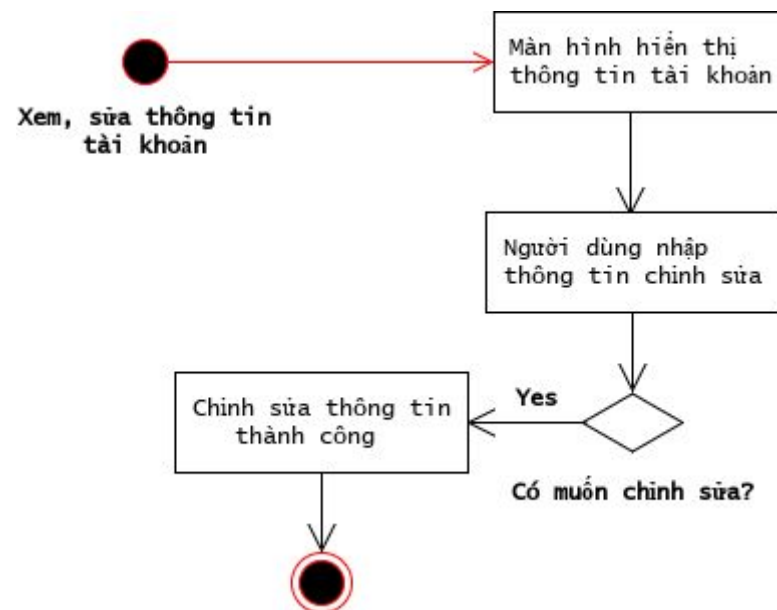 Màn hình hiển thị
thông tin tài khoản
Xem, sửa thông tin
tài khoản
Người dùng nhập
thông tin chỉnh sửa
Yes
Chỉnh sửa thông tin
thành công
Có muốn chỉnh sửa?